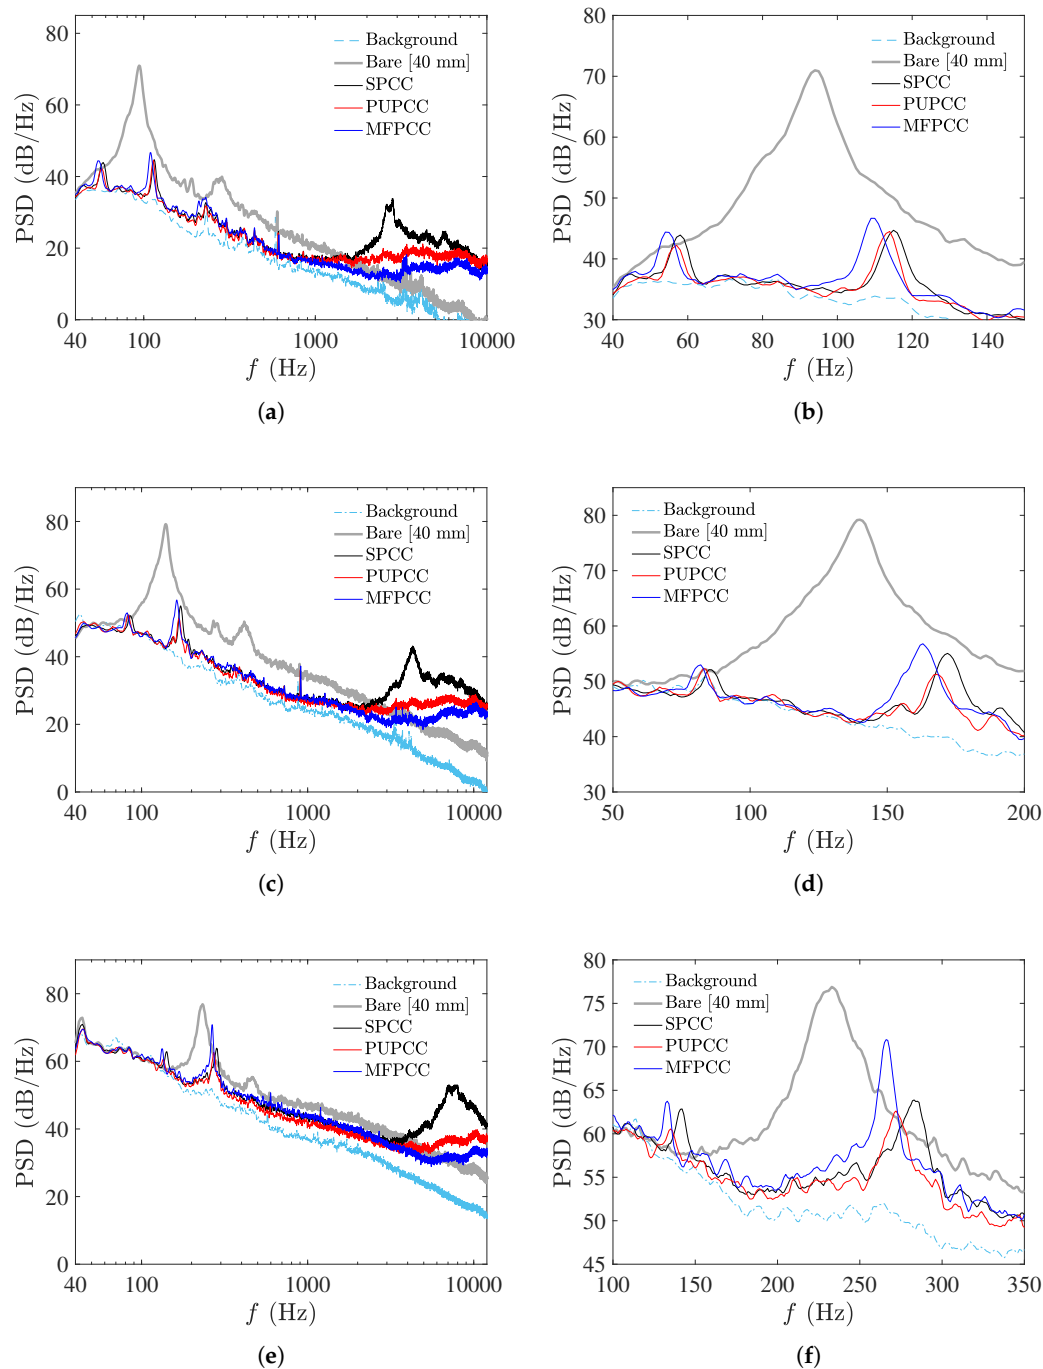 80
60
40
20
0
PSD (dB/Hz)
Background
Bare [40 mm]
SPCC
PUPCC
MFPCC
40 100 1000 10000
f (Hz)
(a)
80
70
60
50
40
30
PSD (dB/Hz)
Background
Bare [40 mm]
SPCC
PUPCC
MFPCC
40 60 80 100 120 140
f (Hz)
(b)
80
60
40
20
0
PSD (dB/Hz)
Background
Bare [40 mm]
SPCC
PUPCC
MFPCC
40 100 1000 10000
f (Hz)
(c)
80
70
60
50
40
30
PSD (dB/Hz)
Background
Bare [40 mm]
SPCC
PUPCC
MFPCC
50 100 150 200
f (Hz)
(d)
80
60
40
20
0
PSD (dB/Hz)
Background
Bare [40 mm]
SPCC
PUPCC
MFPCC
40 100 1000 10000
f (Hz)
(e)
80
75
70
65
60
55
50
45
PSD (dB/Hz)
Background
Bare [40 mm]
SPCC
PUPCC
MFPCC
100 150 200 250 300 350
f (Hz)
(f)